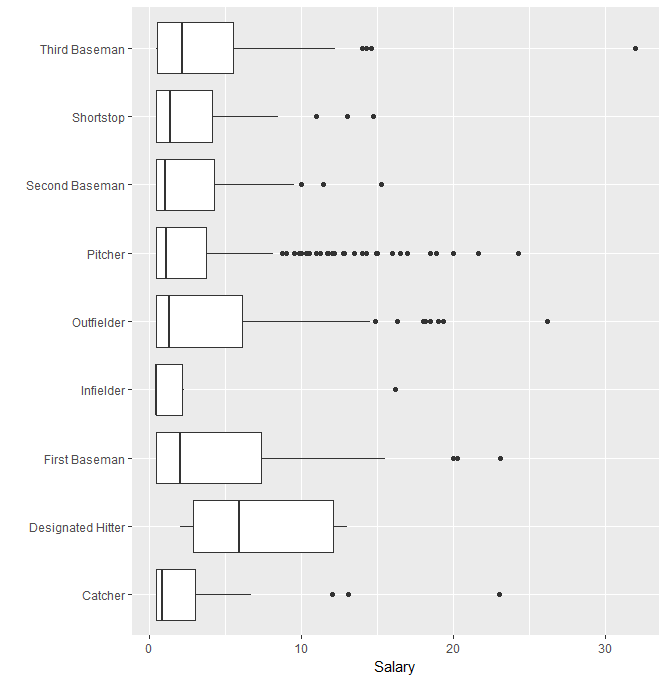 Third Baseman
Shortstop
Second Baseman
Pitcher
Outfielder
Infielder
First Baseman
Designated Hitter
Catcher
0 10 20 30
Salary